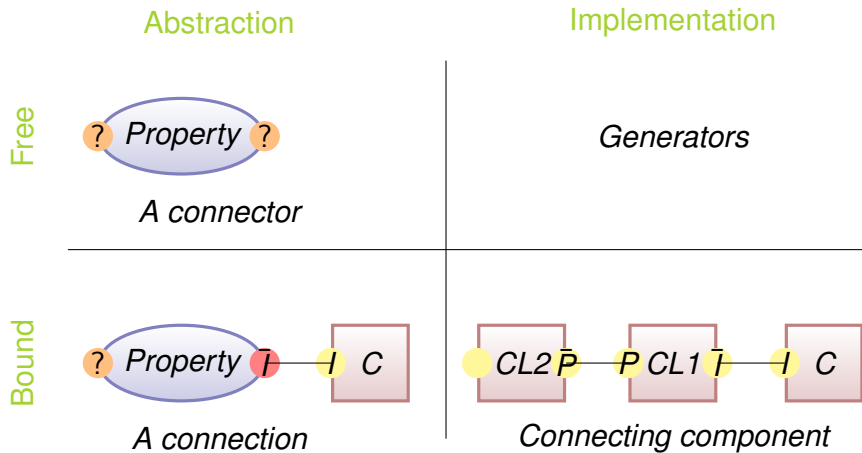 Abstraction
Implementation
Free
? Property ?
Generators
A connector
Bound
? Property Ī I C
CL2 P̄ P CL1 Ī I C
A connection
Connecting component